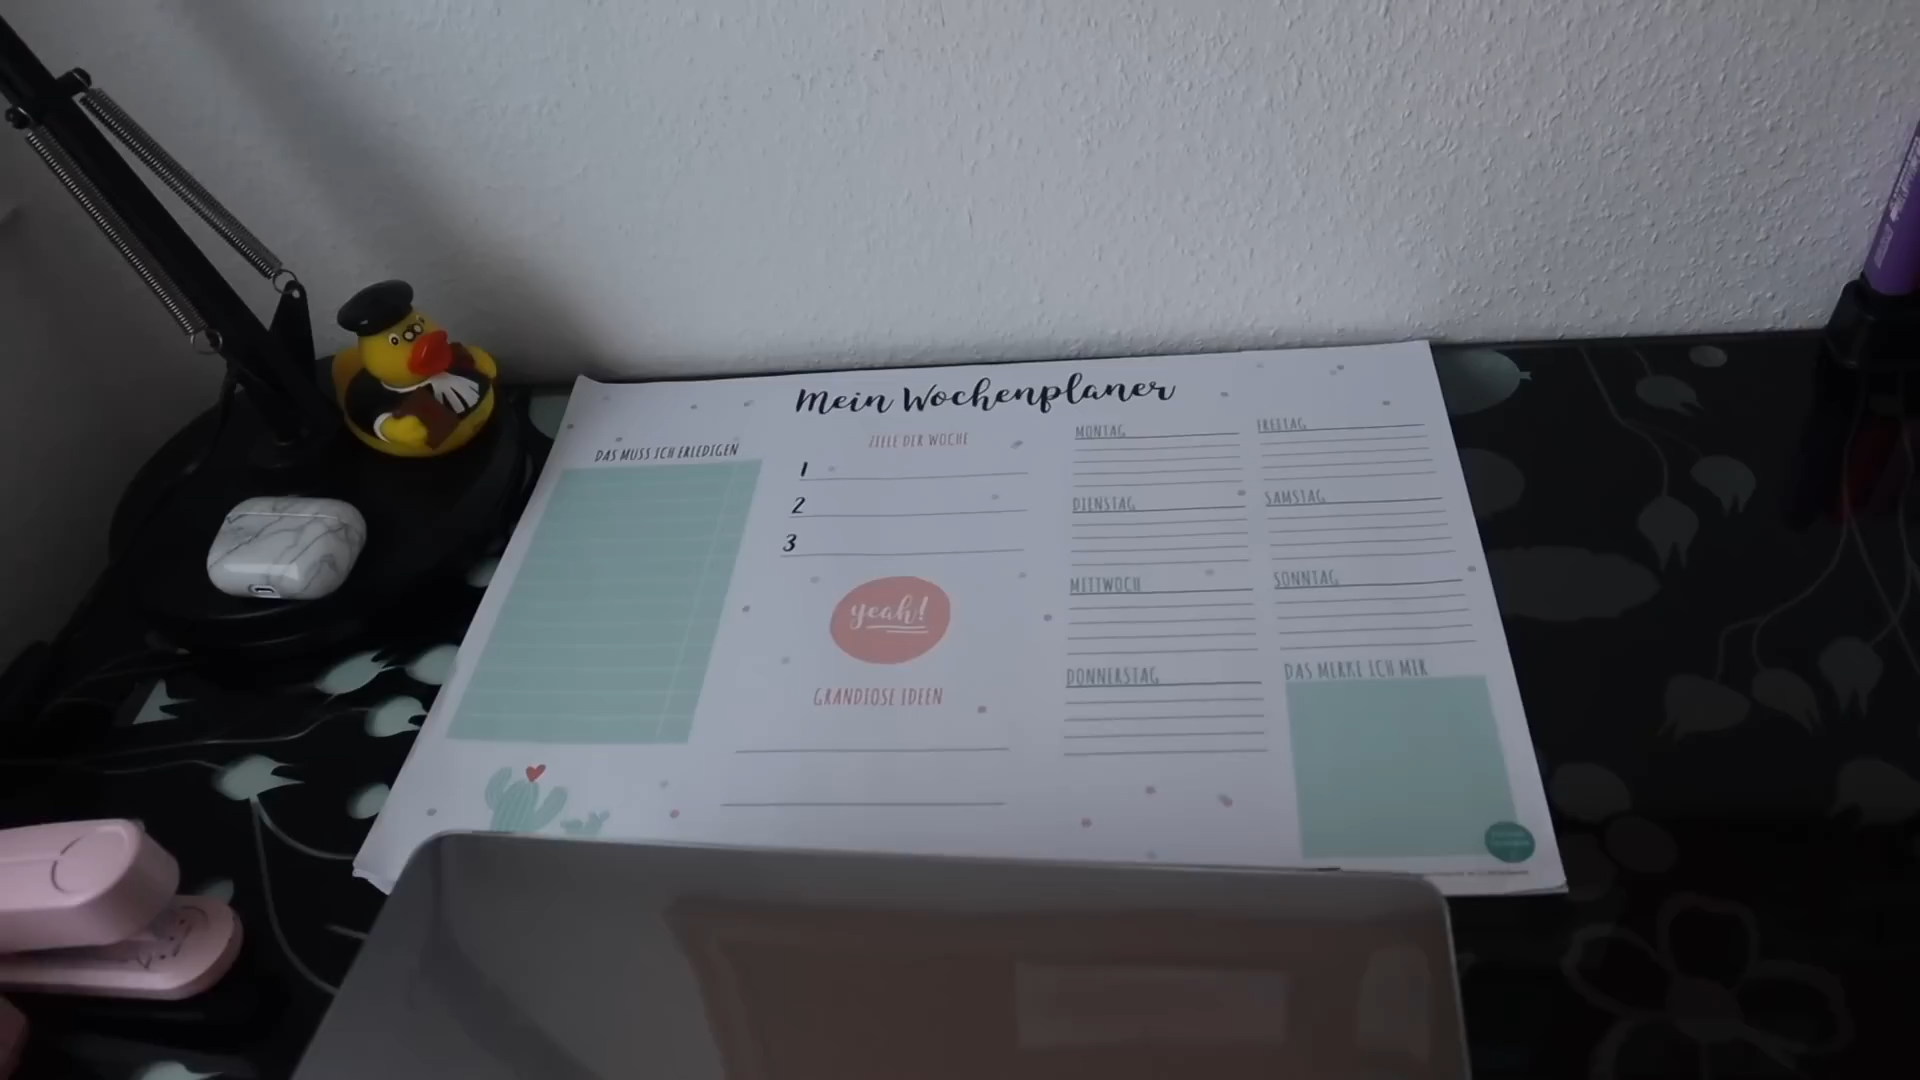 Mein Wochenplaner
DAS MUSS ICH ERLEDIGEN
ZIELE DER WOCHE
1
2
3
yeah!
GRANDIOSE IDEEN
MONTAG
DIENSTAG
MITTWOCH
DONNERSTAG
FREITAG
SAMSTAG
SONNTAG
DAS MERKE ICH MIR